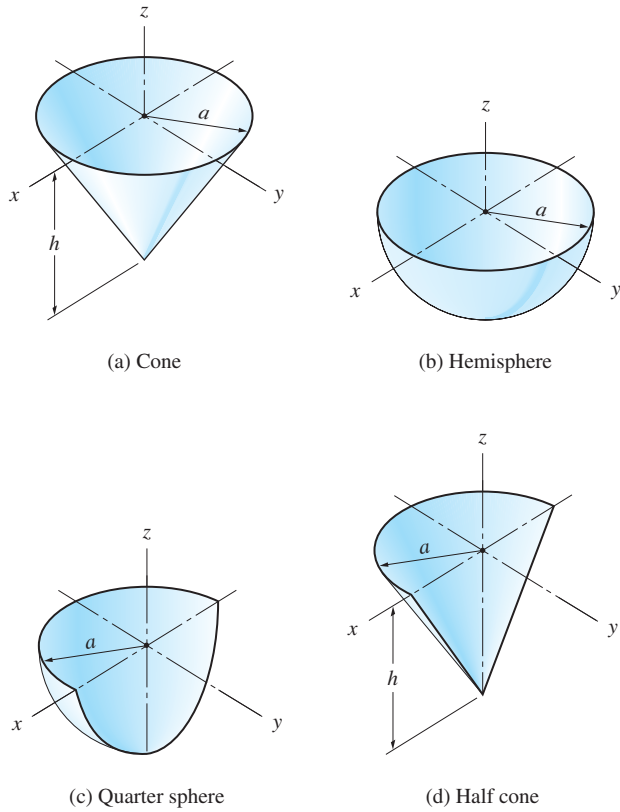 z
a
x
y
h
(a) Cone
z
a
x
y
(b) Hemisphere
z
a
x
y
(c) Quarter sphere
z
a
x
y
h
(d) Half cone